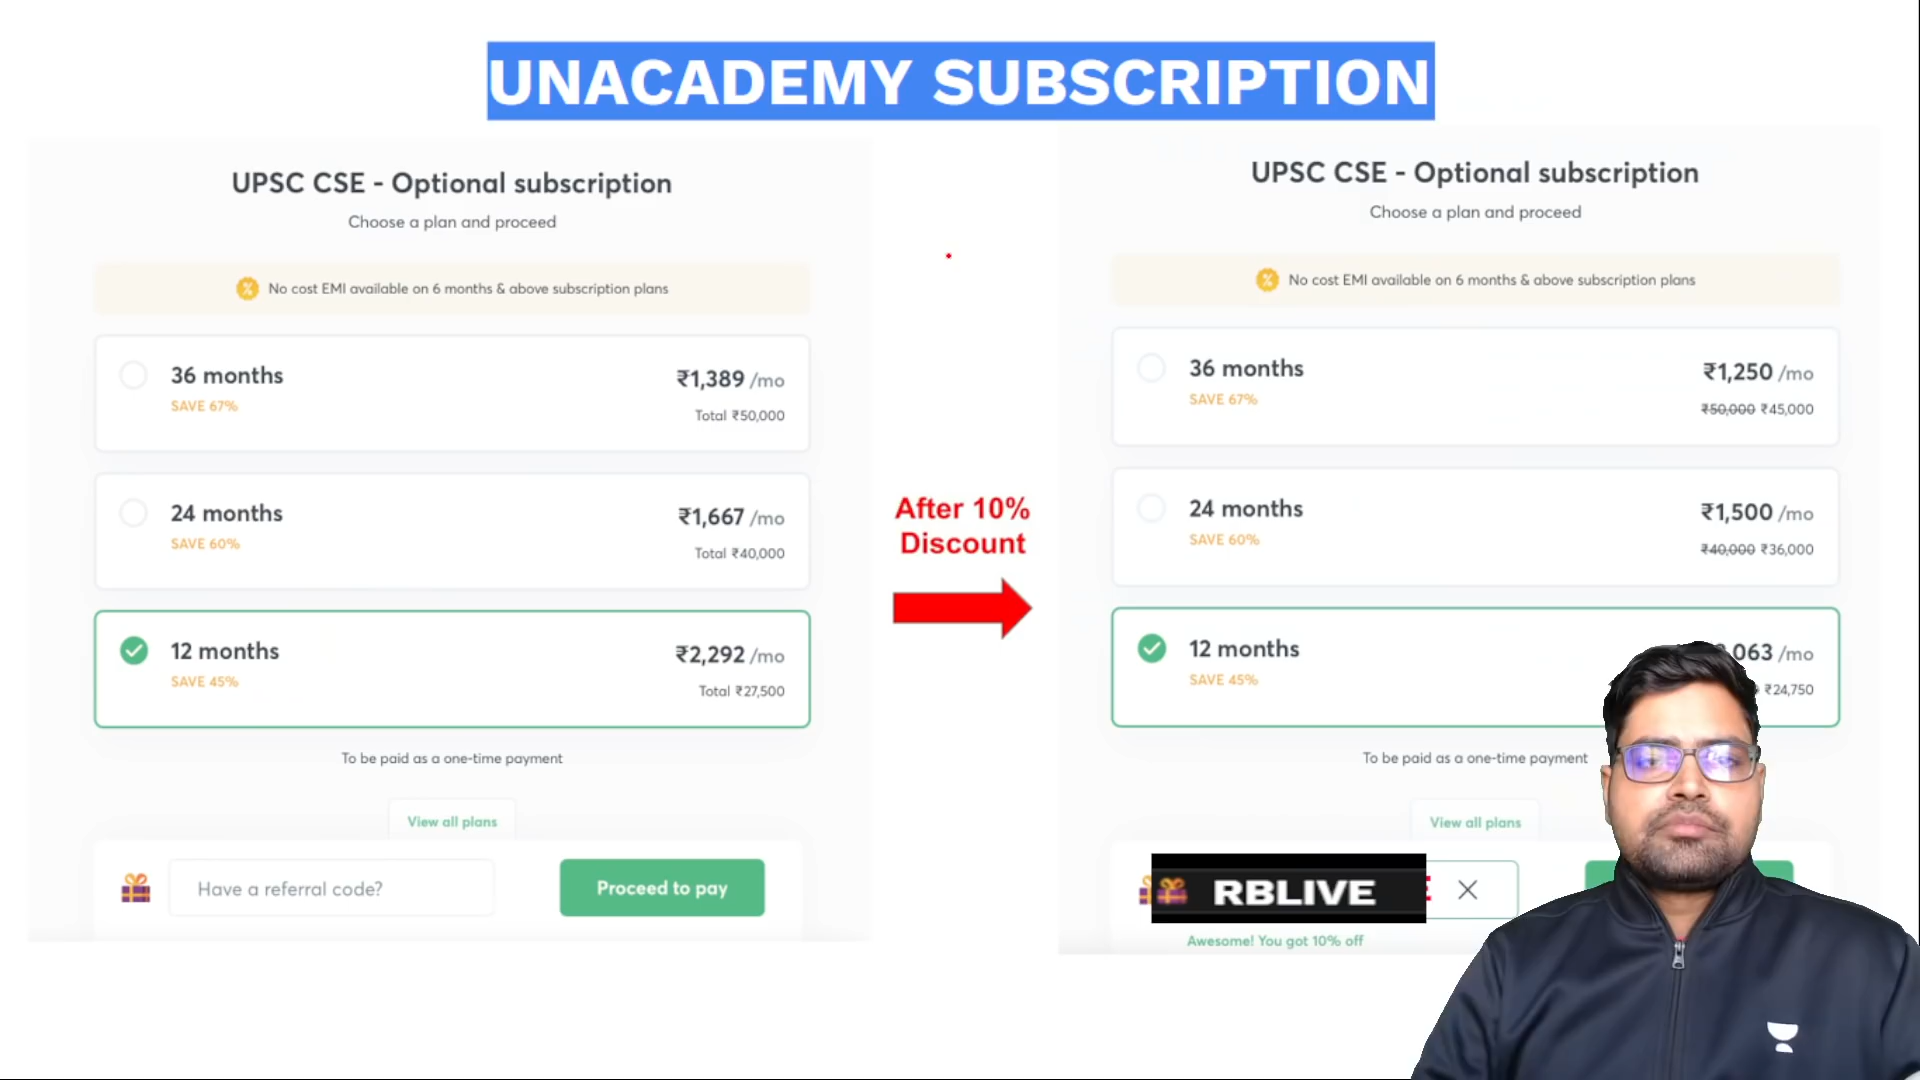 UNACADEMY SUBSCRIPTION
UPSC CSE - Optional subscription
Choose a plan and proceed
No cost EMI available on 6 months & above subscription plans
36 months
₹1,389 /mo
SAVE 67%
Total ₹50,000
24 months
₹1,667 /mo
SAVE 60%
Total ₹40,000
12 months
₹2,292 /mo
SAVE 45%
Total ₹27,500
To be paid as a one-time payment
View all plans
Have a referral code?
Proceed to pay
After 10%
Discount
UPSC CSE - Optional subscription
Choose a plan and proceed
No cost EMI available on 6 months & above subscription plans
36 months
₹1,250 /mo
SAVE 67%
₹50,000 ₹45,000
24 months
₹1,500 /mo
SAVE 60%
₹40,000 ₹36,000
12 months
063 /mo
SAVE 45%
₹24,750
To be paid as a one-time payment
View all plans
RBLIVE
Awesome! You got 10% off